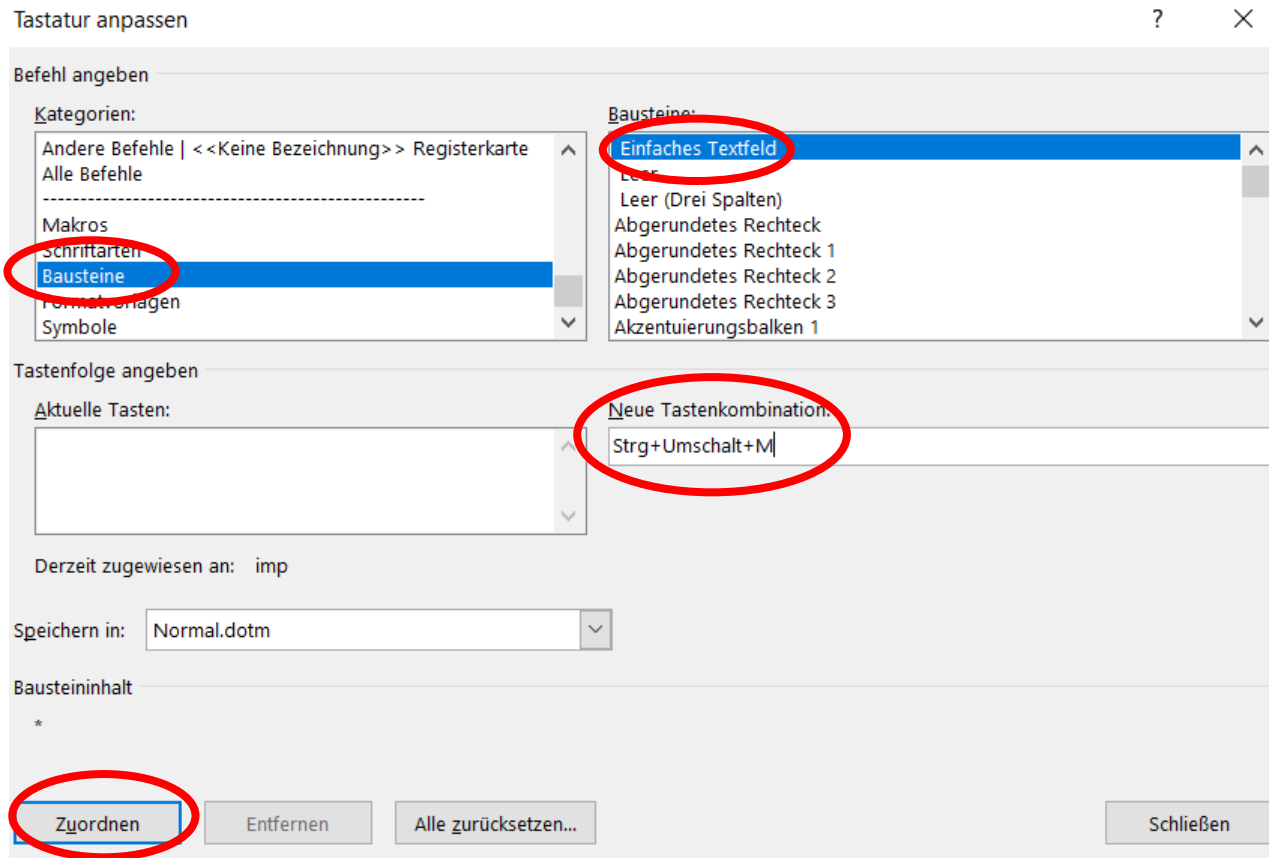 Tastatur anpassen
?
Befehl angeben
Kategorien:
Andere Befehle | <<Keine Bezeichnung>> Registerkarte
Alle Befehle
---------------------------------------------------
Makros
Schriftarten
Bausteine
Formatvorlagen
Symbole
Bausteine:
Einfaches Textfeld
Leer
Leer (Drei Spalten)
Abgerundetes Rechteck
Abgerundetes Rechteck 1
Abgerundetes Rechteck 2
Abgerundetes Rechteck 3
Akzentuierungsbalken 1
Tastenfolge angeben
Aktuelle Tasten:
Neue Tastenkombination:
Strg+Umschalt+M
Derzeit zugewiesen an: imp
Speichern in: Normal.dotm
Bausteininhalt
*
Zuordnen
Entfernen
Alle zurücksetzen...
Schließen